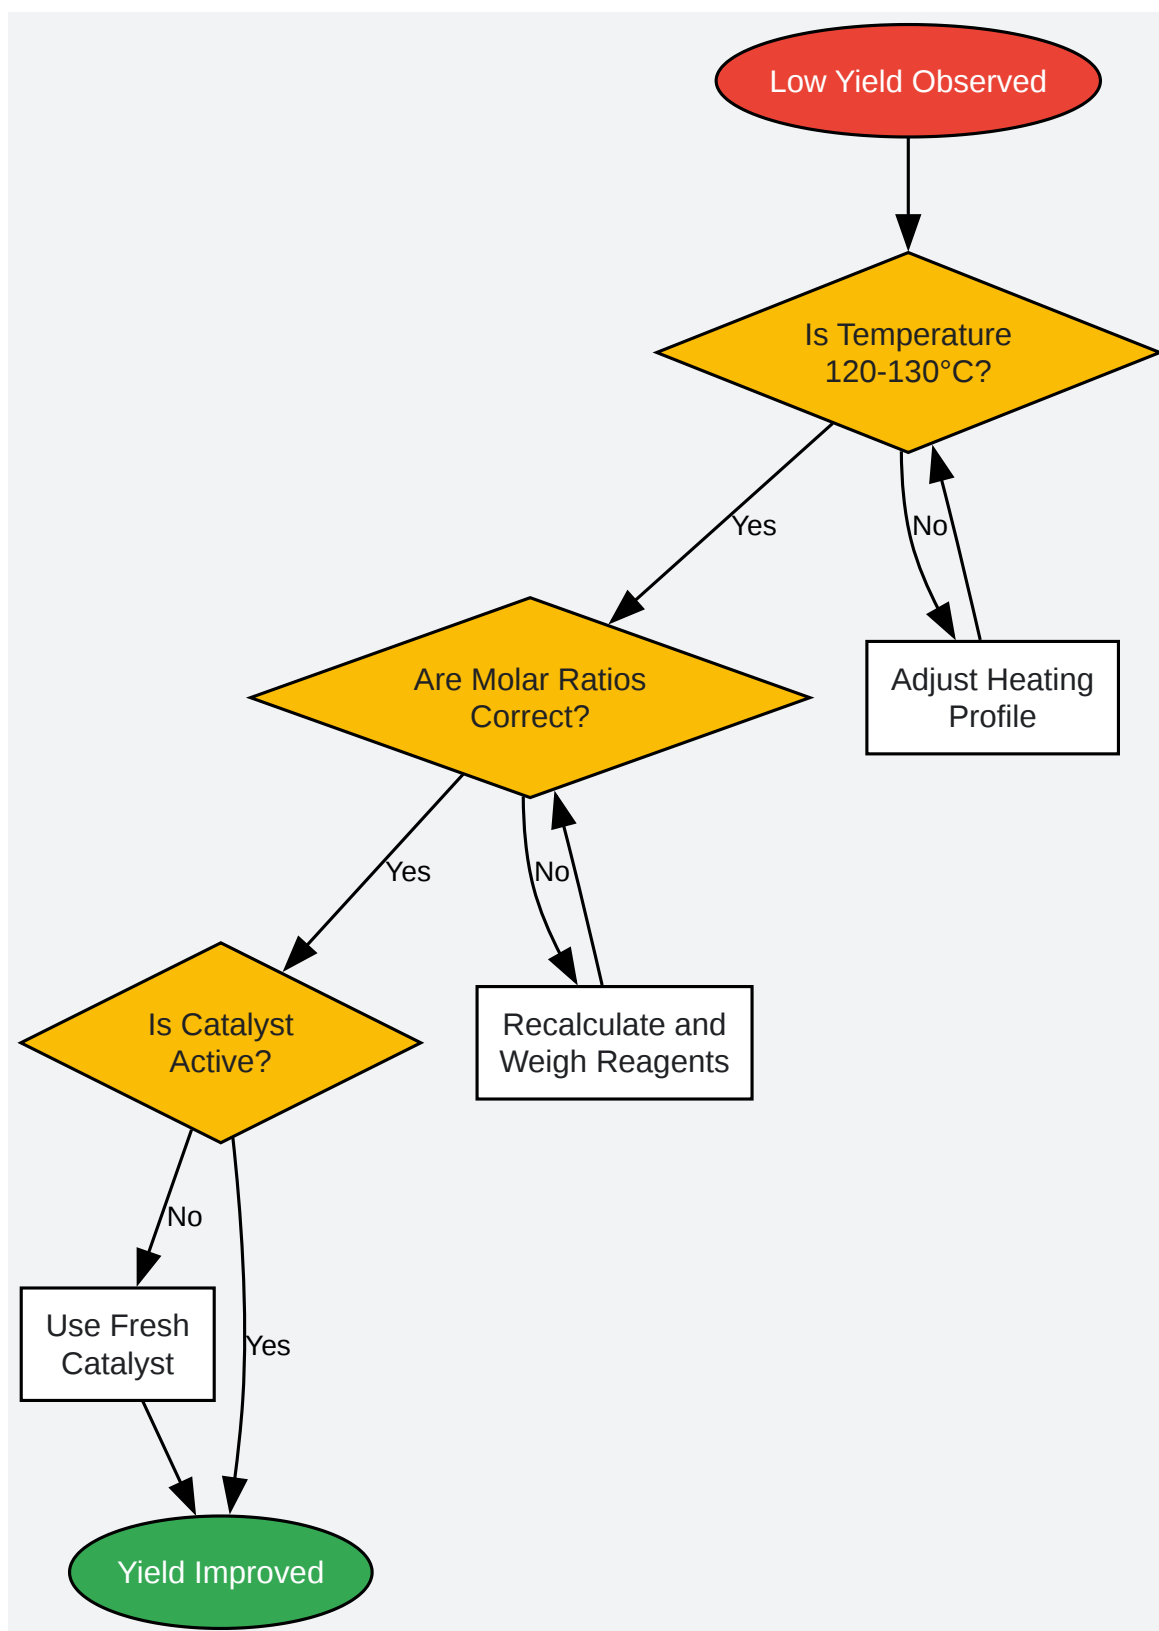 Low Yield Observed
Is Temperature
120-130°C?
Yes
No
Are Molar Ratios
Correct?
Adjust Heating
Profile
Yes
No
Is Catalyst
Active?
Recalculate and
Weigh Reagents
No
Use Fresh
Catalyst
Yes
Yield Improved